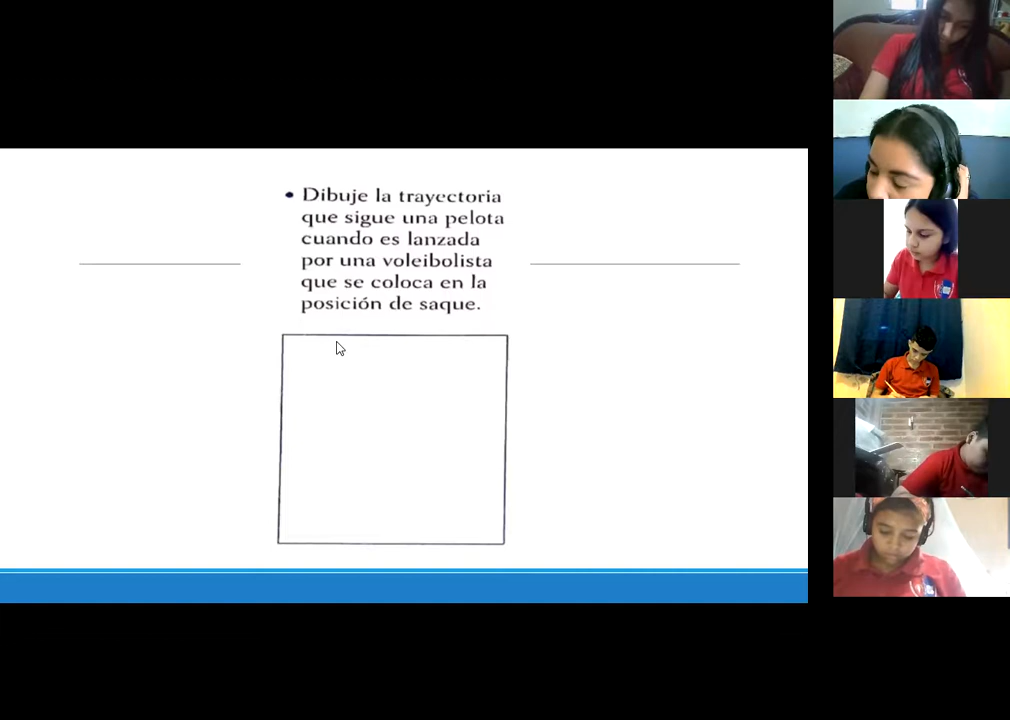 • Dibuje la trayectoria
que sigue una pelota
cuando es lanzada
por una voleibolista
que se coloca en la
posición de saque.